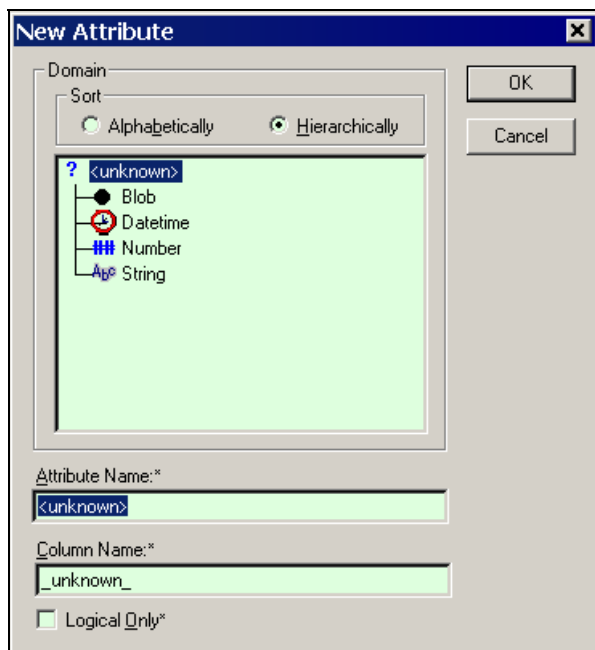 New Attribute
Domain
Sort
Alphabetically
Hierarchically
OK
Cancel
? <unknown>
Blob
Datetime
## Number
Abc String
Attribute Name:*
<unknown>
Column Name:*
_unknown_
Logical Only*